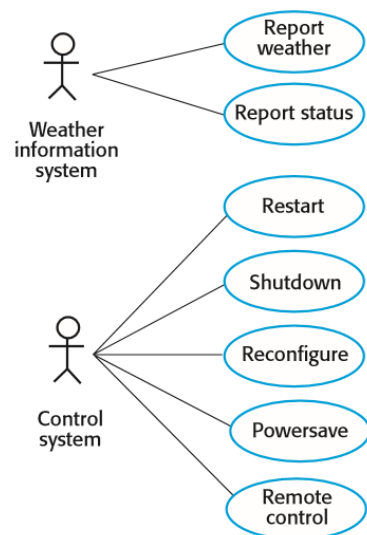 Report
weather
Report status
Weather
information
system
Restart
Shutdown
Reconfigure
Control
system
Powersave
Remote
control